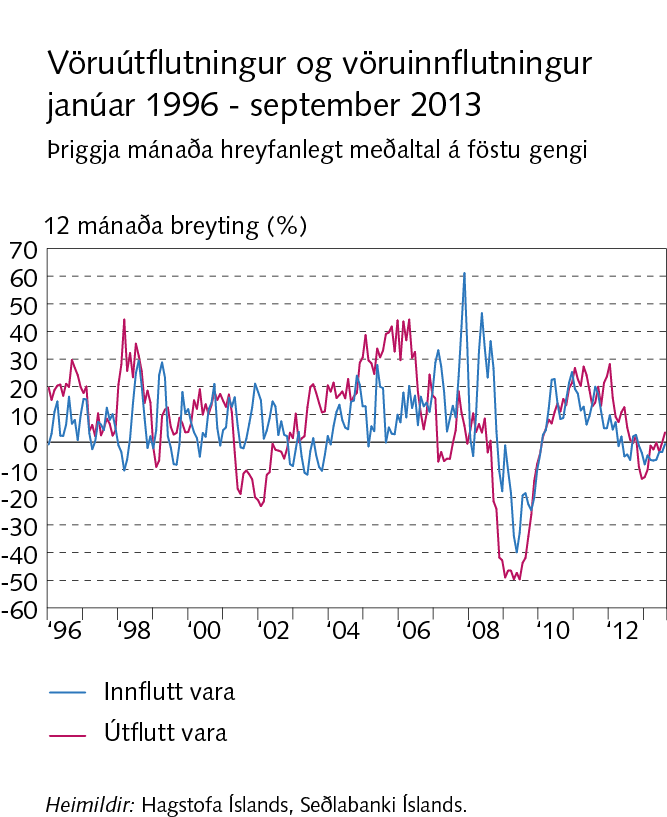 Vöruútflutningur og vöruinnflutningur
janúar 1996 - september 2013
Þriggja mánaða hreyfanlegt meðaltal á föstu gengi
12 mánaða breyting (%)
70
60
50
40
30
20
10
0
-10
-20
-30
-40
-50
-60
‘96 ‘98 ‘00 ‘02 ‘04 ‘06 ‘08 ‘10 ‘12
Innflutt vara
Útflutt vara
Heimildir: Hagstofa Íslands, Seðlabanki Íslands.